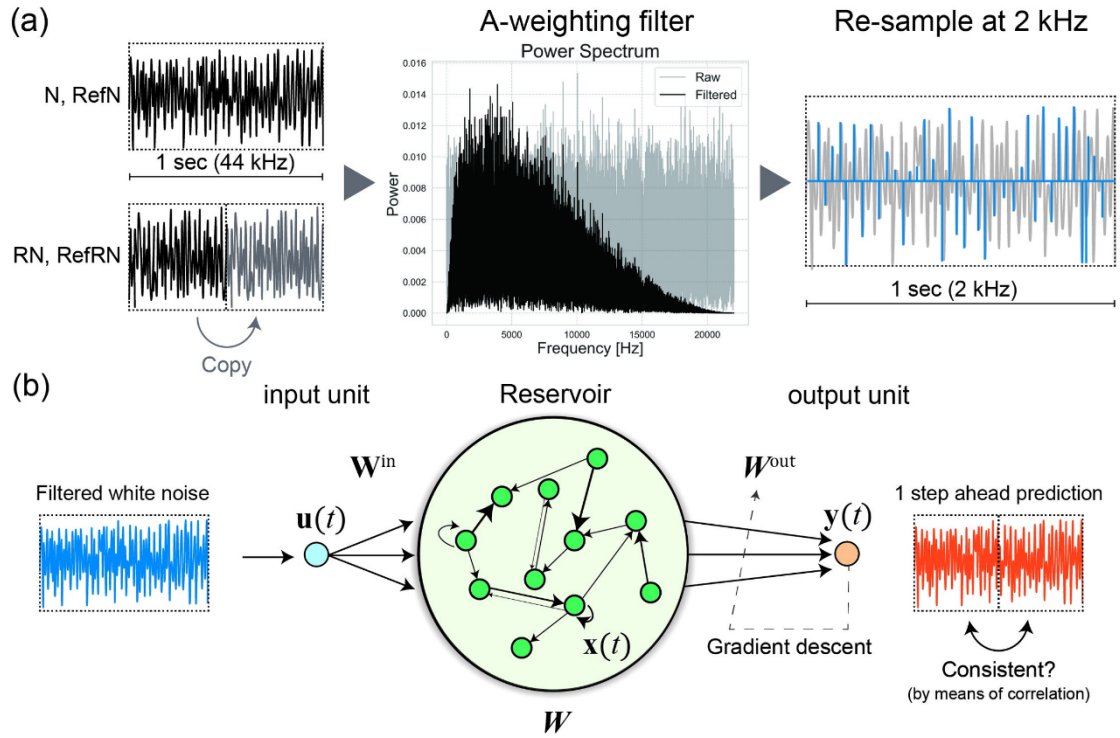 (a)
A-weighting filter
Re-sample at 2 kHz
N, RefN
1 sec (44 kHz)
RN, RefRN
Copy
Power Spectrum
Raw
Filtered
0.016
0.014
0.012
0.010
0.008
0.006
0.004
0.002
0.000
Power
0
5000
10000
15000
20000
Frequency [Hz]
1 sec (2 kHz)
(b)
input unit
Reservoir
output unit
Filtered white noise
W^in
u(t)
x(t)
W
W^out
y(t)
Gradient descent
1 step ahead prediction
Consistent?
(by means of correlation)